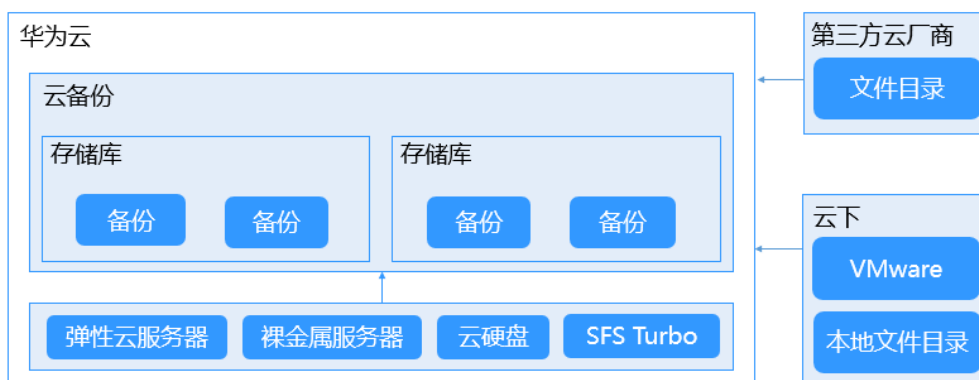 华为云
云备份
存储库
备份
备份
存储库
备份
备份
弹性云服务器
裸金属服务器
云硬盘
SFS Turbo
第三方云厂商
文件目录
云下
VMware
本地文件目录